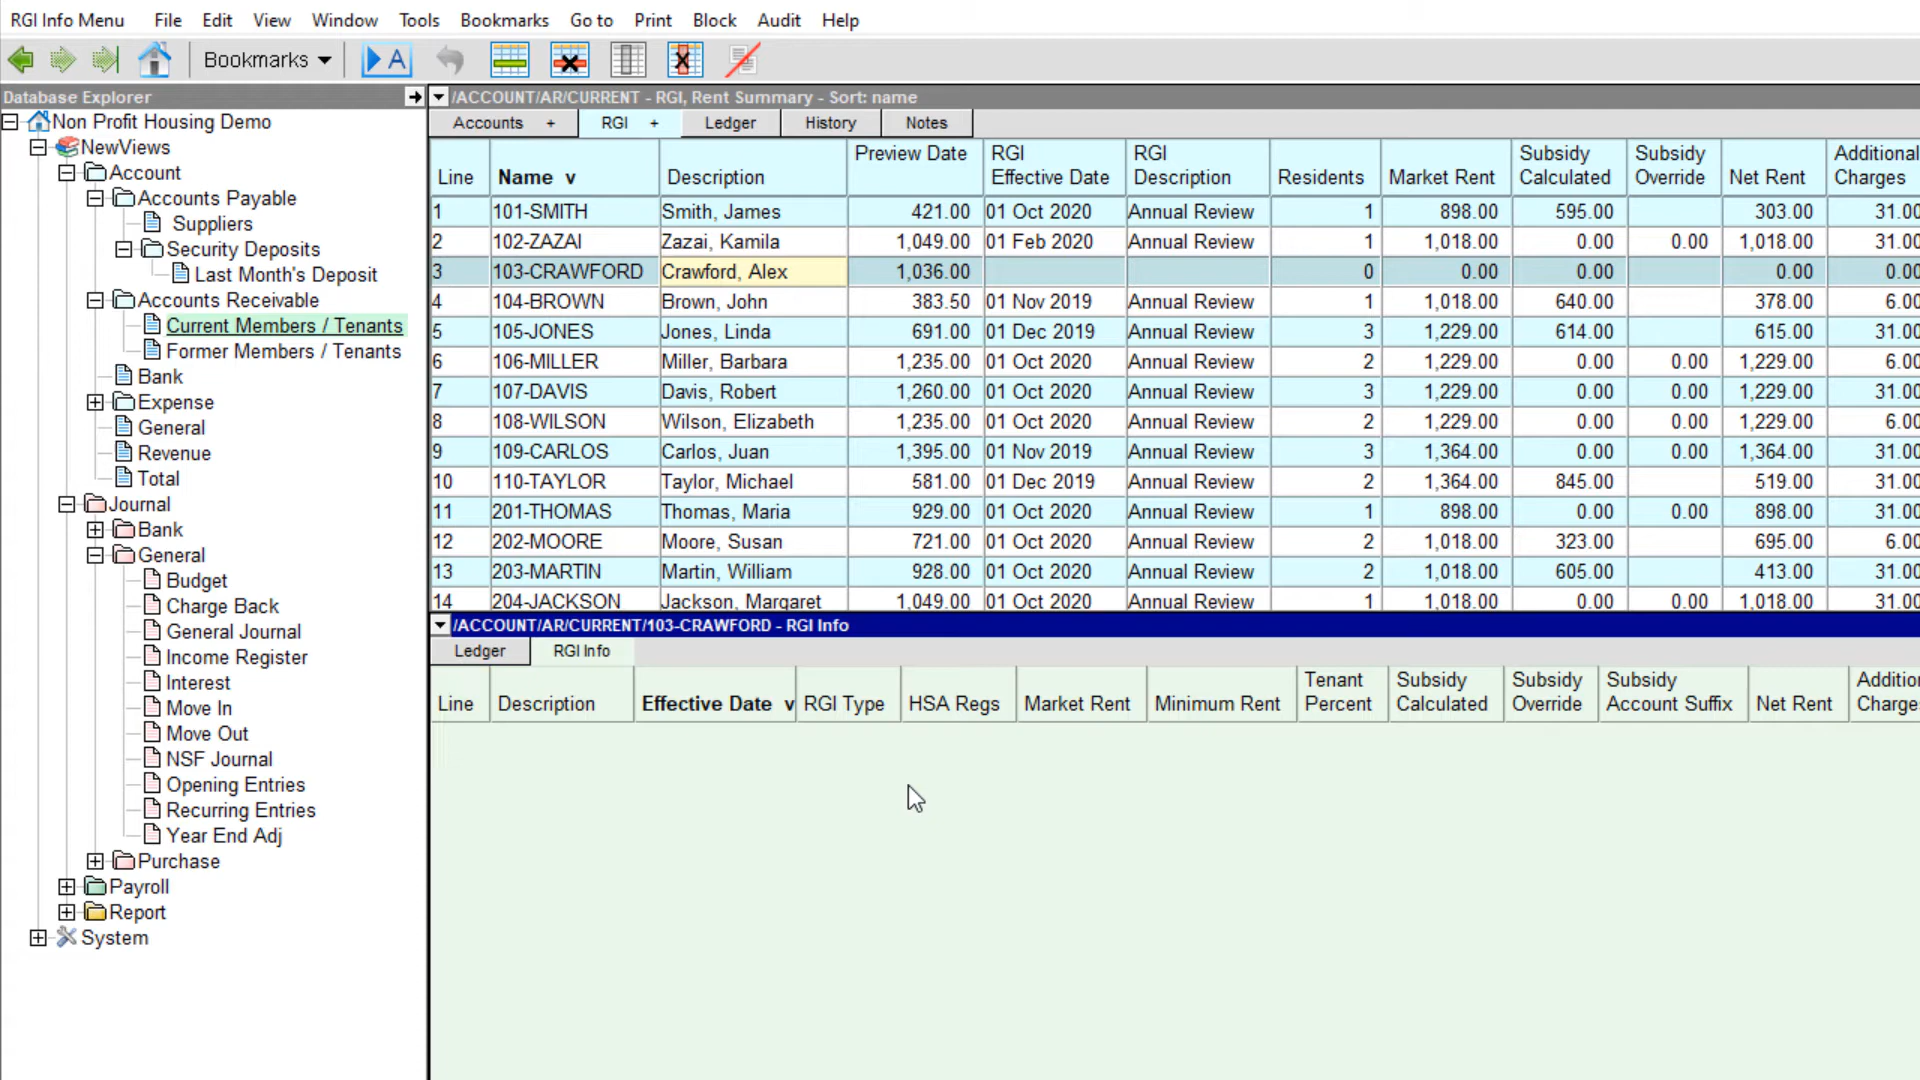 RGI Info Menu File Edit View Window Tools Bookmarks Go to Print Block Audit Help
Bookmarks A
Database Explorer
Non Profit Housing Demo
NewViews
Account
Accounts Payable
Suppliers
Security Deposits
Last Month's Deposit
Accounts Receivable
Current Members / Tenants
Former Members / Tenants
Bank
Expense
General
Revenue
Total
Journal
Bank
General
Budget
Charge Back
General Journal
Income Register
Interest
Move In
Move Out
NSF Journal
Opening Entries
Recurring Entries
Year End Adj
Purchase
Payroll
Report
System
/ACCOUNT/AR/CURRENT - RGI, Rent Summary - Sort: name
Accounts + RGI + Ledger History Notes
Preview Date RGI RGI Subsidy Subsidy Additional
Line Name v Description Effective Date Description Residents Market Rent Calculated Override Net Rent Charges
1 101-SMITH Smith, James 421.00 01 Oct 2020 Annual Review 1 898.00 595.00 303.00 31.00
2 102-ZAZAI Zazai, Kamila 1,049.00 01 Feb 2020 Annual Review 1 1,018.00 0.00 0.00 1,018.00 31.00
3 103-CRAWFORD Crawford, Alex 1,036.00 0 0.00 0.00 0.00 0.00
4 104-BROWN Brown, John 383.50 01 Nov 2019 Annual Review 1 1,018.00 640.00 378.00 6.00
5 105-JONES Jones, Linda 691.00 01 Dec 2019 Annual Review 3 1,229.00 614.00 615.00 31.00
6 106-MILLER Miller, Barbara 1,235.00 01 Oct 2020 Annual Review 2 1,229.00 0.00 0.00 1,229.00 6.00
7 107-DAVIS Davis, Robert 1,260.00 01 Oct 2020 Annual Review 3 1,229.00 0.00 0.00 1,229.00 31.00
8 108-WILSON Wilson, Elizabeth 1,235.00 01 Oct 2020 Annual Review 2 1,229.00 0.00 0.00 1,229.00 6.00
9 109-CARLOS Carlos, Juan 1,395.00 01 Nov 2019 Annual Review 3 1,364.00 0.00 0.00 1,364.00 31.00
10 110-TAYLOR Taylor, Michael 581.00 01 Dec 2019 Annual Review 2 1,364.00 845.00 519.00 31.00
11 201-THOMAS Thomas, Maria 929.00 01 Oct 2020 Annual Review 1 898.00 0.00 0.00 898.00 31.00
12 202-MOORE Moore, Susan 721.00 01 Oct 2020 Annual Review 2 1,018.00 323.00 695.00 6.00
13 203-MARTIN Martin, William 928.00 01 Oct 2020 Annual Review 2 1,018.00 605.00 413.00 31.00
14 204-JACKSON Jackson, Margaret 1,049.00 01 Oct 2020 Annual Review 1 1,018.00 0.00 0.00 1,018.00 31.00
/ACCOUNT/AR/CURRENT/103-CRAWFORD - RGI Info
Ledger RGI Info
Tenant Subsidy Subsidy Subsidy Additio
Line Description Effective Date v RGI Type HSA Regs Market Rent Minimum Rent Percent Calculated Override Account Suffix Net Rent Charge